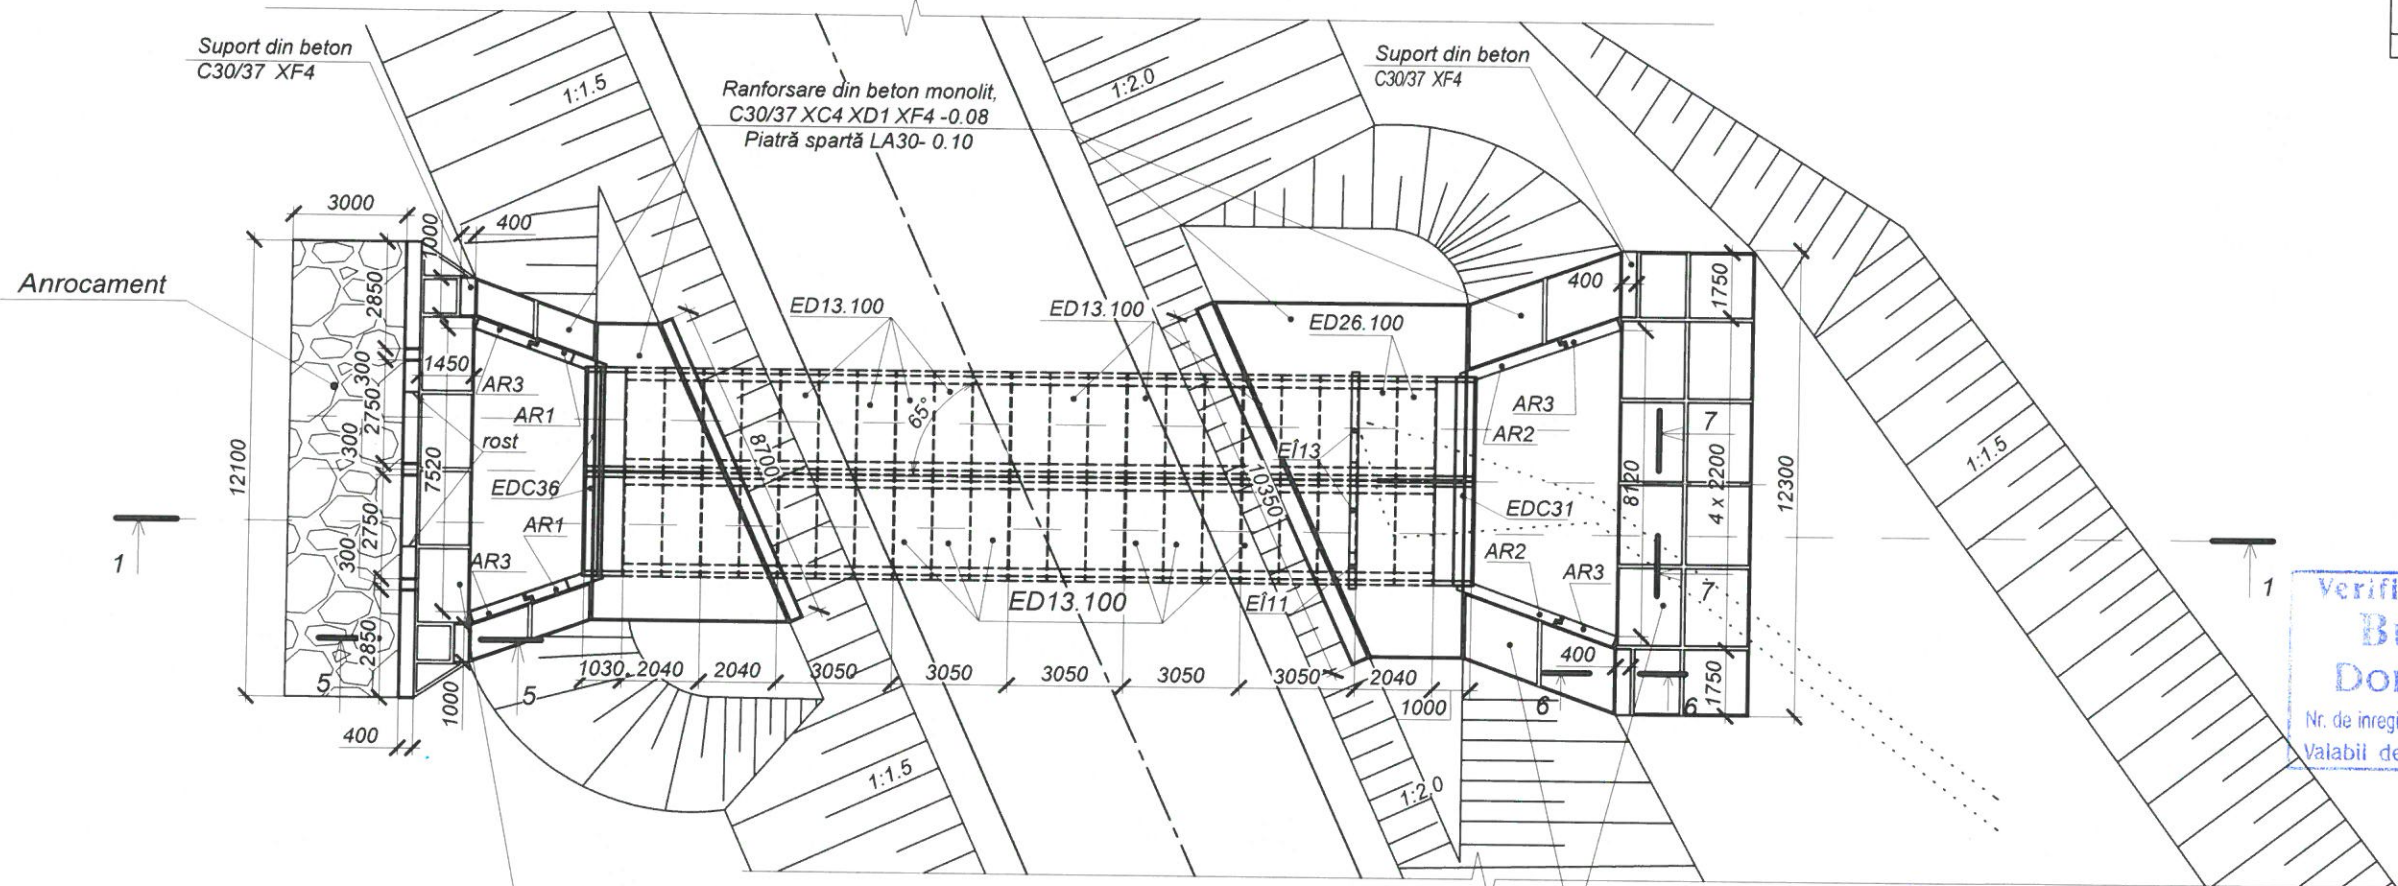 Suport din beton
C30/37 XF4
Ranforsare din beton monolit,
C30/37 XC4 XD1 XF4 -0.08
Piatră spartă LA30- 0.10
Suport din beton
C30/37 XF4
1:1.5
1:2.0
3000
1000
400
Anrocament
2850
300
1450
2750
300
7520
2750
300
2850
12100
AR3
AR1
rost
EDC36
AR1
AR3
ED13.100
ED13.100
ED26.100
65°
8700
10350
EÎ13
EÎ11
ED13.100
400
1750
AR3
AR2
7
8120
4 x 2200
12300
EDC31
AR2
AR3
7
1:1.5
1
1
5
5
1000
400
1030
2040
2040
3050
3050
3050
3050
3050
2040
1000
400
1750
6
6
1:1.5
1:2.0
Nr. de
Valabil